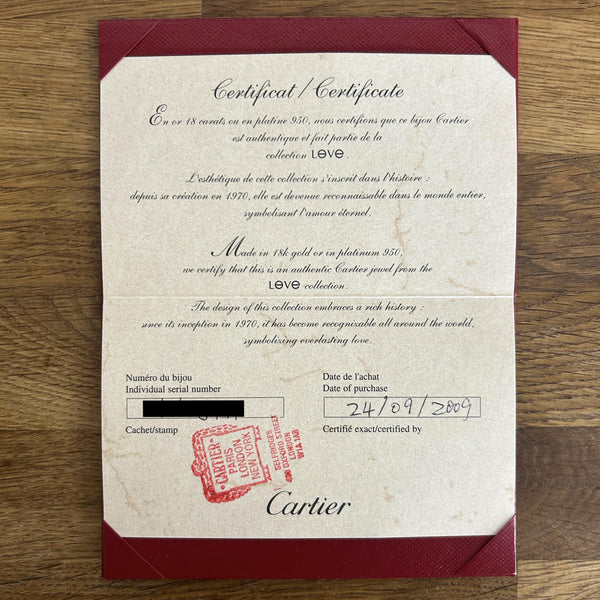 Certificat / Certificate
En or 18 carats ou en platine 950, nous certifions que ce bijou Cartier
est authentique et fait partie de la
collection LOVE.
L'esthétique de cette collection s'inscrit dans l'histoire :
depuis sa création en 1970, elle est devenue reconnaissable dans le monde entier,
symbolisant l'amour éternel.
Made in 18k gold or in platinum 950,
we certify that this is an authentic Cartier jewel from the
LOVE collection.
The design of this collection embraces a rich history :
since its inception in 1970, it has become recognizable all around the world,
symbolizing everlasting love.
Numéro du bijou
Individual serial number
Cachet/stamp
Date de l'achat
Date of purchase
24/09/2009
Certifié exact/certified by
CARTIER
PARIS
LONDON
NEW YORK
SELFRIDGES
400 OXFORD STREET
LONDON
W1A 1AB
Cartier